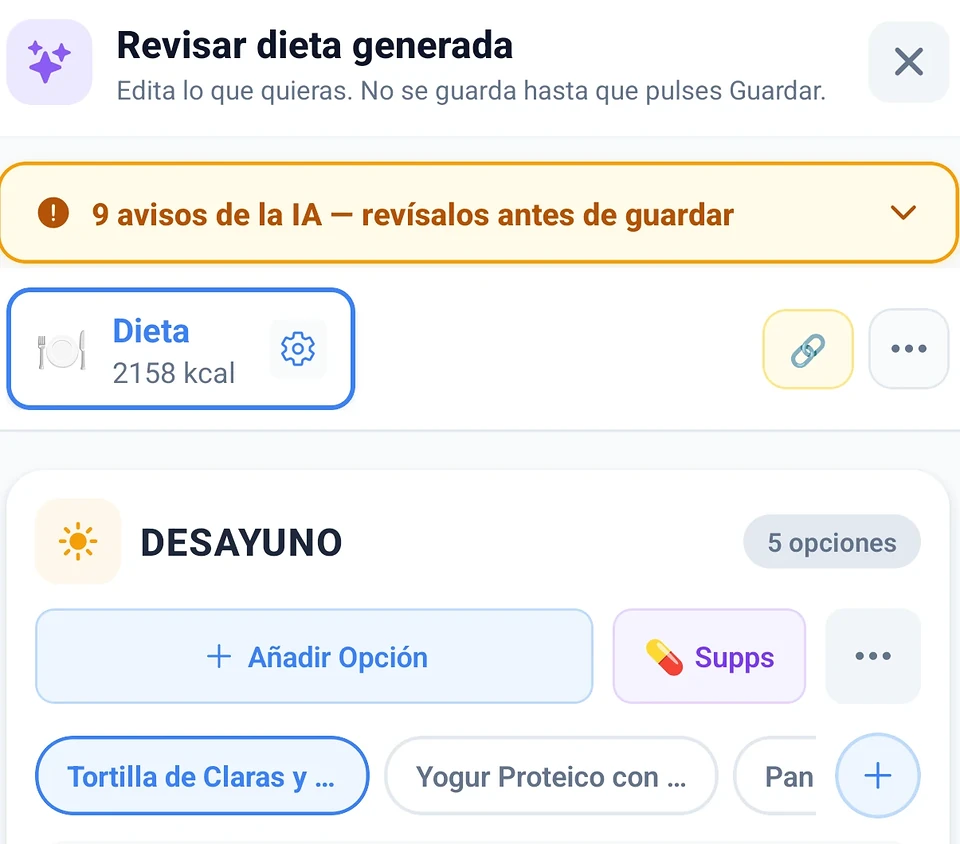 Revisar dieta generada
Edita lo que quieras. No se guarda hasta que pulses Guardar.
9 avisos de la IA — revísalos antes de guardar
Dieta
2158 kcal
DESAYUNO
5 opciones
+ Añadir Opción
Supps
Tortilla de Claras y ...
Yogur Proteico con ...
Pan